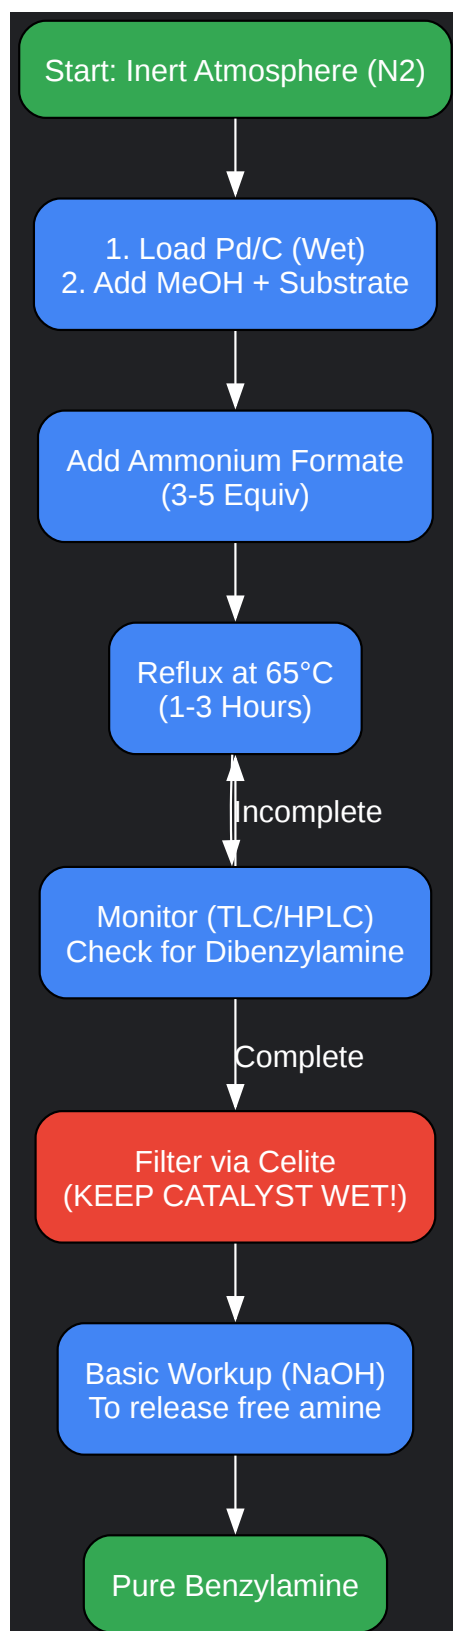 Start: Inert Atmosphere (N2)
1. Load Pd/C (Wet)
2. Add MeOH + Substrate
Add Ammonium Formate
(3-5 Equiv)
Reflux at 65°C
(1-3 Hours)
Incomplete
Monitor (TLC/HPLC)
Check for Dibenzylamine
Complete
Filter via Celite
(KEEP CATALYST WET!)
Basic Workup (NaOH)
To release free amine
Pure Benzylamine